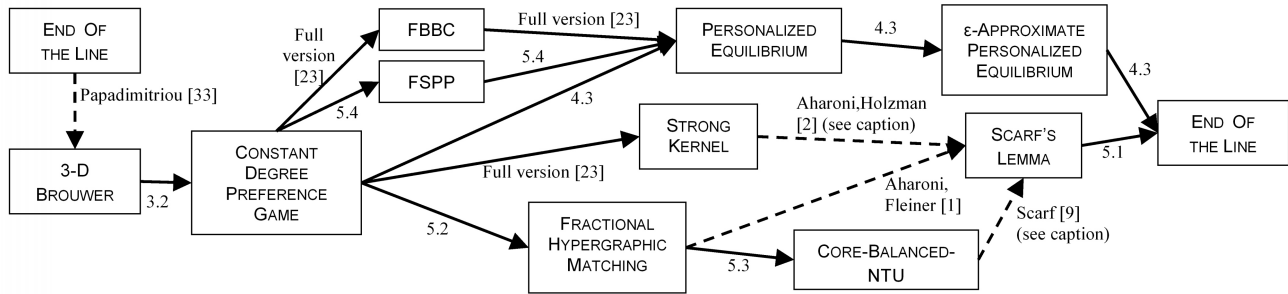 END OF
THE LINE
Papadimitriou [33]
3-D
BROUWER
3.2
CONSTANT
DEGREE
PREFERENCE
GAME
Full
version
[23]
5.4
FBBC
FSPP
Full version [23]
5.4
4.3
Full version [23]
5.2
PERSONALIZED
EQUILIBRIUM
4.3
ε-APPROXIMATE
PERSONALIZED
EQUILIBRIUM
4.3
STRONG
KERNEL
Aharoni,Holzman
[2] (see caption)
FRACTIONAL
HYPERGRAPHIC
MATCHING
Aharoni,
Fleiner [1]
5.3
CORE-BALANCED-
NTU
Scarf [9]
(see caption)
SCARF'S
LEMMA
5.1
END OF
THE LINE